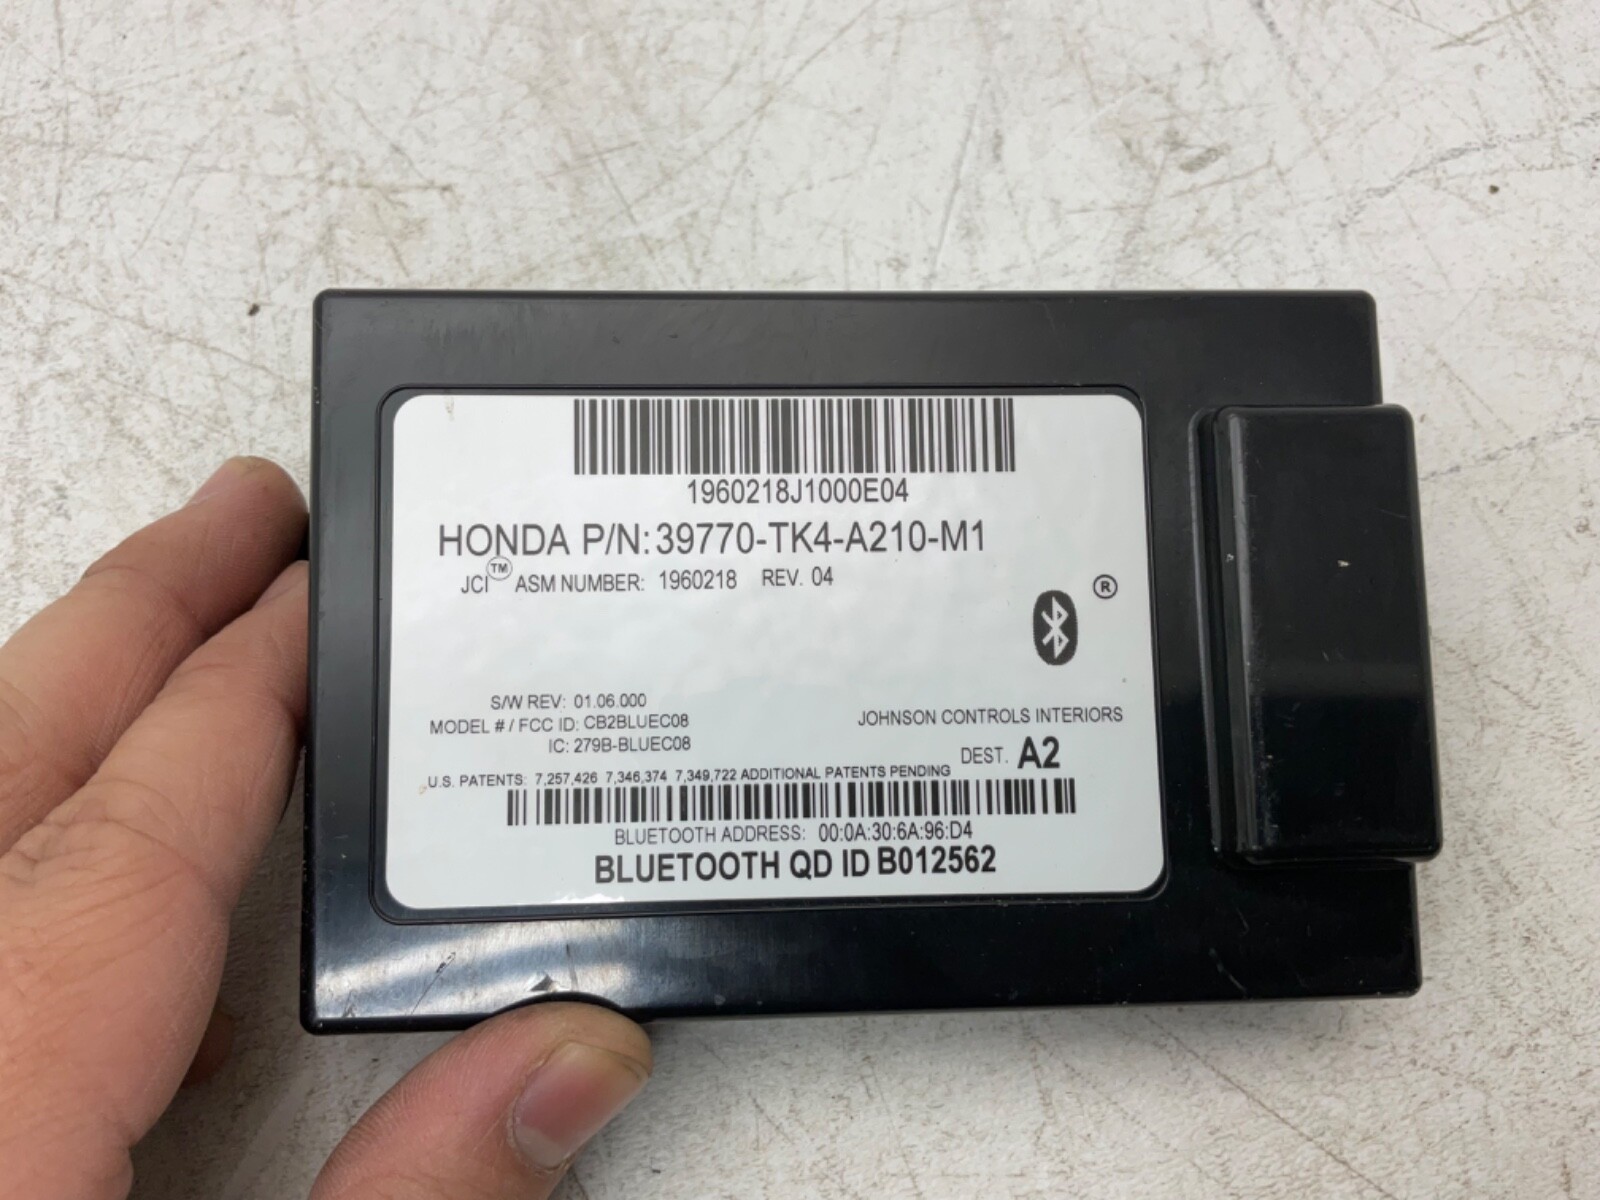 1960218J1000E04
HONDA P/N: 39770-TK4-A210-M1
JCI™ ASM NUMBER: 1960218 REV. 04
®
S/W REV: 01.06.000
MODEL # / FCC ID: CB2BLUEC08
IC: 279B-BLUEC08
JOHNSON CONTROLS INTERIORS
DEST. A2
U.S. PATENTS: 7,257,426 7,346,374 7,349,722 ADDITIONAL PATENTS PENDING
BLUETOOTH ADDRESS: 00:0A:30:6A:96:D4
BLUETOOTH QD ID B012562